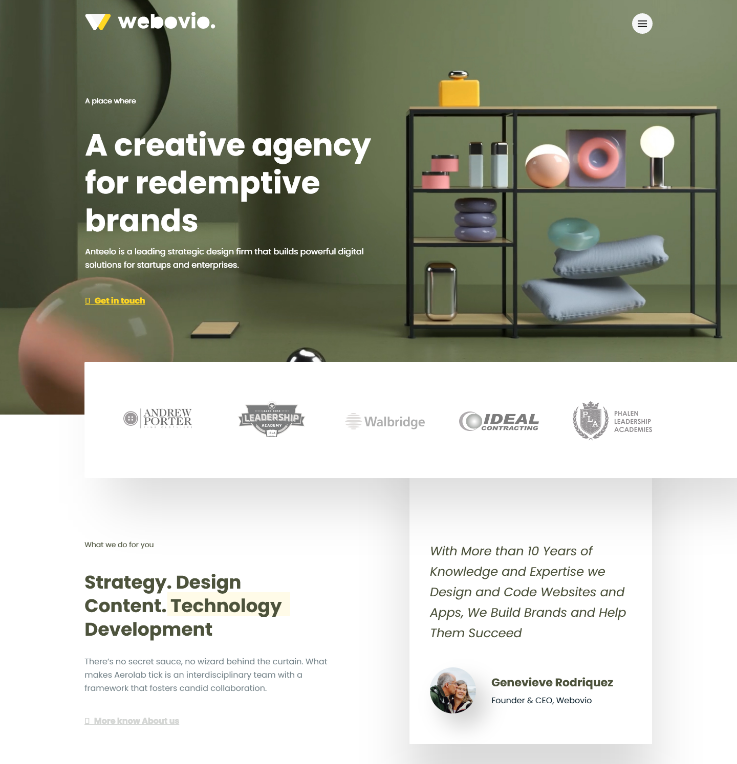 webovio.
A place where
A creative agency
for redemptive
brands
Anteelo is a leading strategic design firm that builds powerful digital
solutions for startups and enterprises.
Get in touch
ANDREW
PORTER
LEADERSHIP
ACADEMY
Walbridge
IDEAL
CONTRACTING
PLA
PHALEN
LEADERSHIP
ACADEMIES
What we do for you
Strategy. Design
Content. Technology
Development
There's no secret sauce, no wizard behind the curtain. What
makes Aerolab tick is an interdisciplinary team with a
framework that fosters candid collaboration.
More know About us
With More than 10 Years of
Knowledge and Expertise we
Design and Code Websites and
Apps, We Build Brands and Help
Them Succeed
Genevieve Rodriquez
Founder & CEO, Webovio